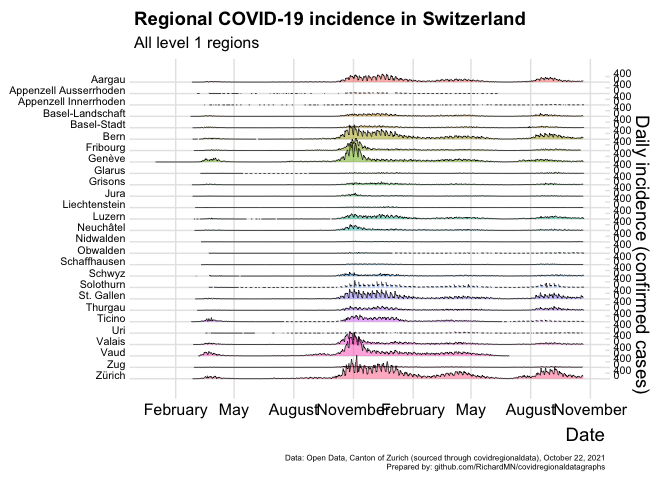 Regional COVID-19 incidence in Switzerland
All level 1 regions
Aargau
Appenzell Ausserrhoden
Appenzell Innerrhoden
Basel-Landschaft
Basel-Stadt
Bern
Fribourg
Genève
Glarus
Grisons
Jura
Liechtenstein
Luzern
Neuchâtel
Nidwalden
Obwalden
Schaffhausen
Schwyz
Solothurn
St. Gallen
Thurgau
Ticino
Uri
Valais
Vaud
Zug
Zürich
400
Daily incidence (confirmed cases)
February May August November February May August November
Date
Data: Open Data, Canton of Zurich (sourced through covidregionaldata), October 22, 2021
Prepared by: github.com/RichardMN/covidregionaldatagraphs